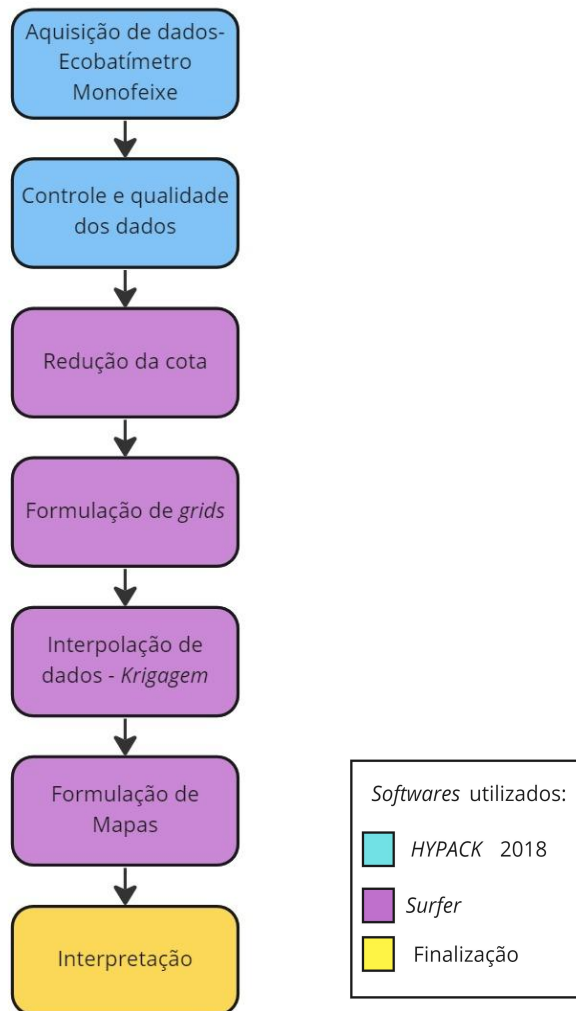 Aquisição de dados-
Ecobatímetro
Monofeixe
Controle e qualidade
dos dados
Redução da cota
Formulação de grids
Interpolação de
dados - Krigagem
Formulação de
Mapas
Interpretação
Softwares utilizados:
HYPACK 2018
Surfer
Finalização